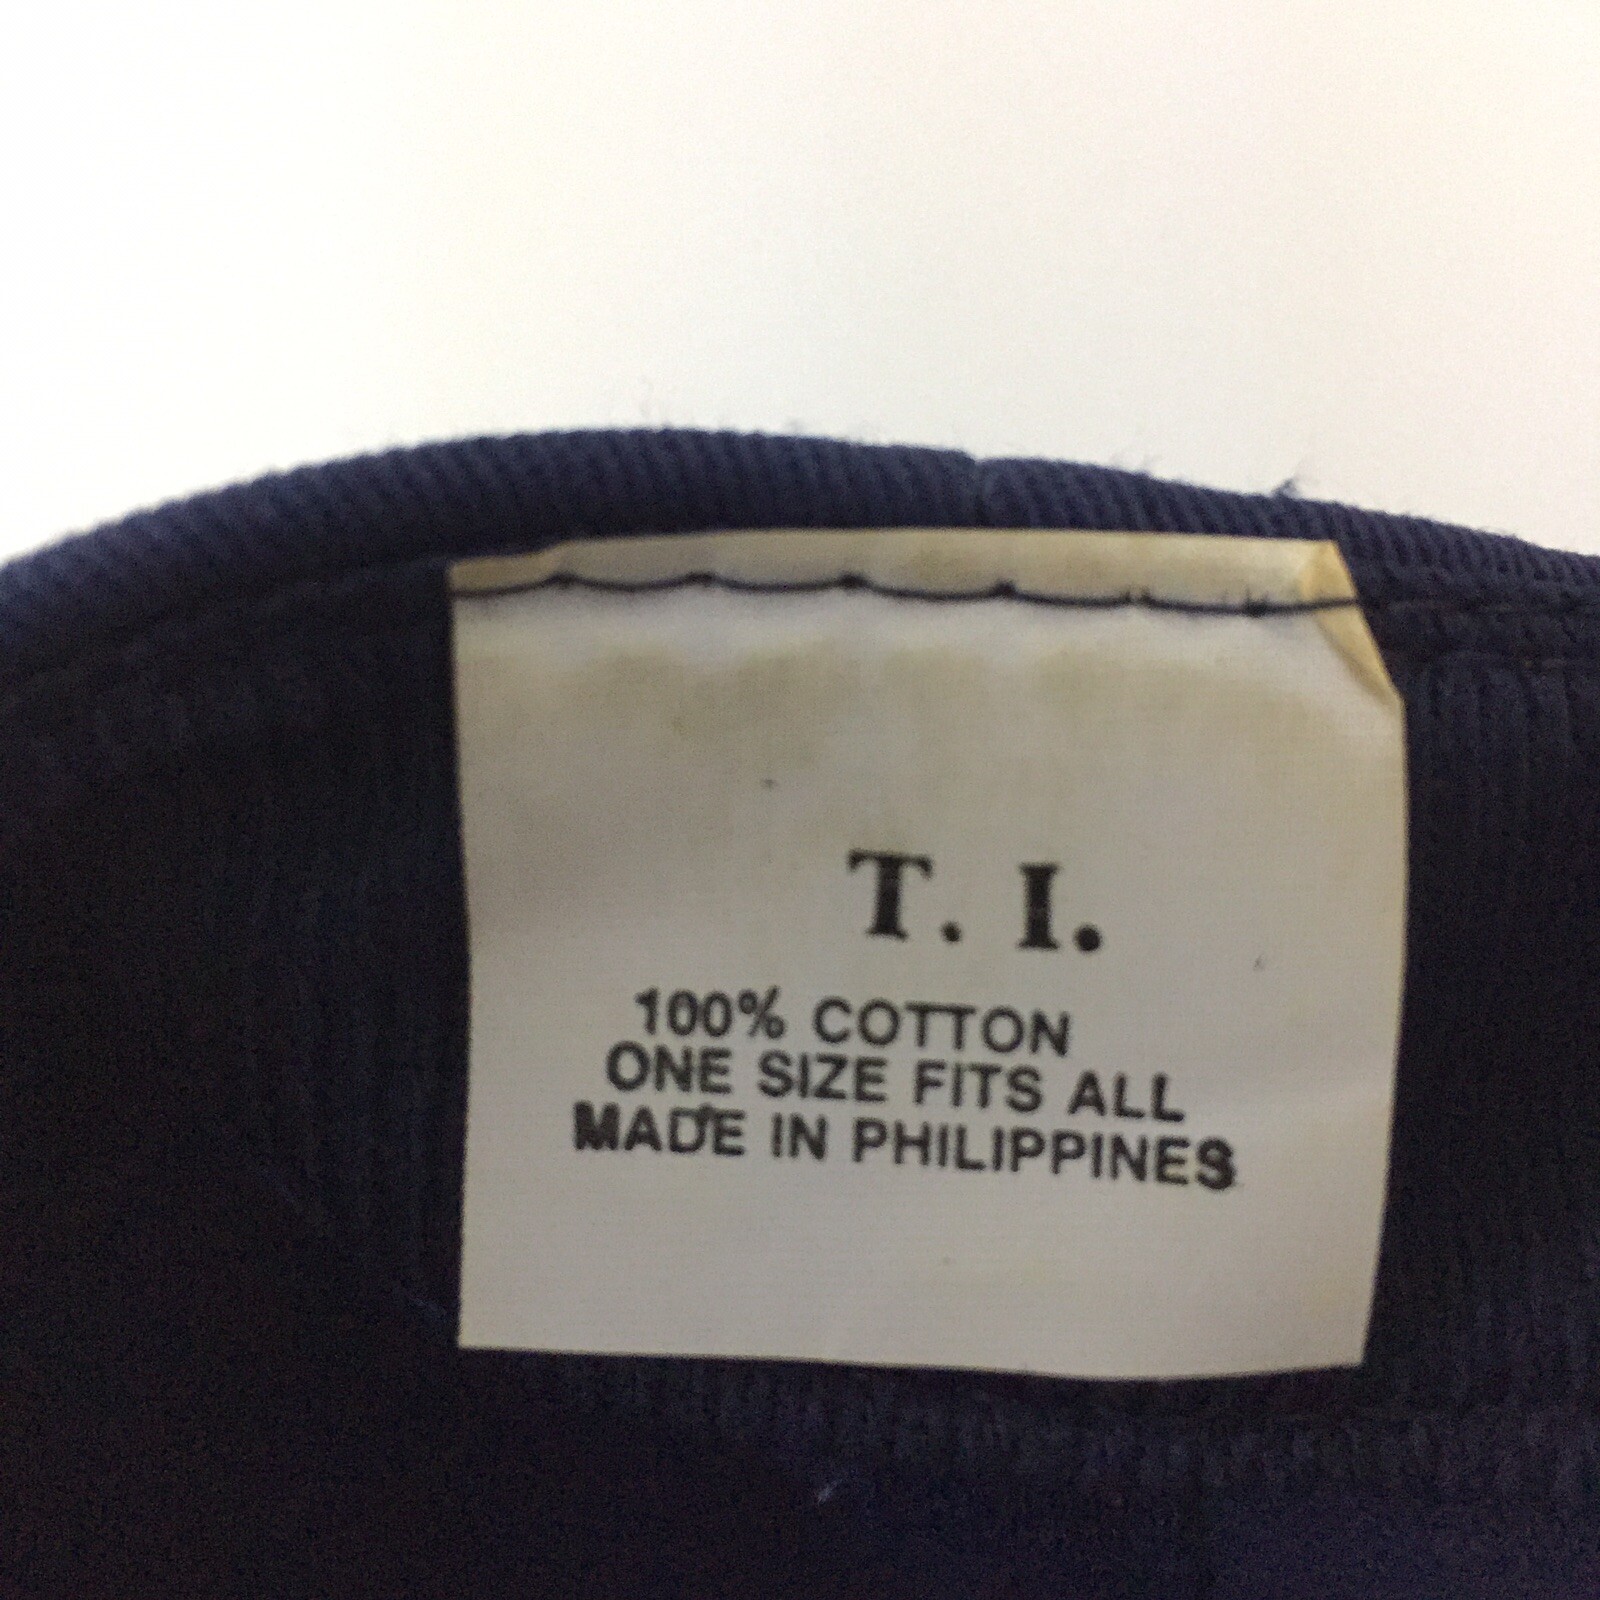 T. I.
100% COTTON
ONE SIZE FITS ALL
MADE IN PHILIPPINES